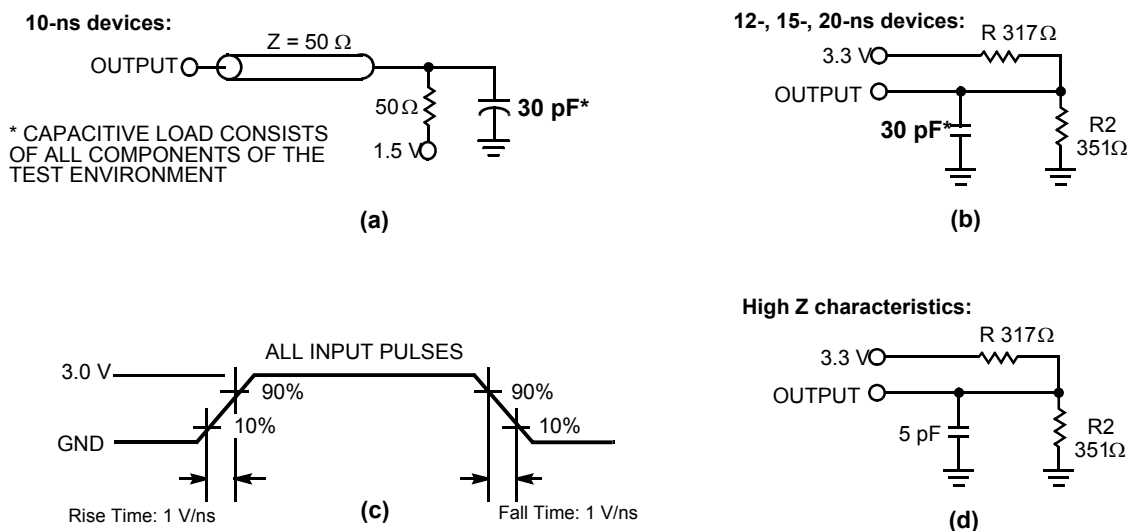 10-ns devices:
Z = 50 Ω
OUTPUT
50Ω
30 pF*
1.5 V
* CAPACITIVE LOAD CONSISTS
OF ALL COMPONENTS OF THE
TEST ENVIRONMENT
(a)
12-, 15-, 20-ns devices:
R 317Ω
3.3 V
OUTPUT
30 pF*
R2
351Ω
(b)
ALL INPUT PULSES
3.0 V
90%
90%
10%
10%
GND
Rise Time: 1 V/ns
(c)
Fall Time: 1 V/ns
High Z characteristics:
R 317Ω
3.3 V
OUTPUT
5 pF
R2
351Ω
(d)